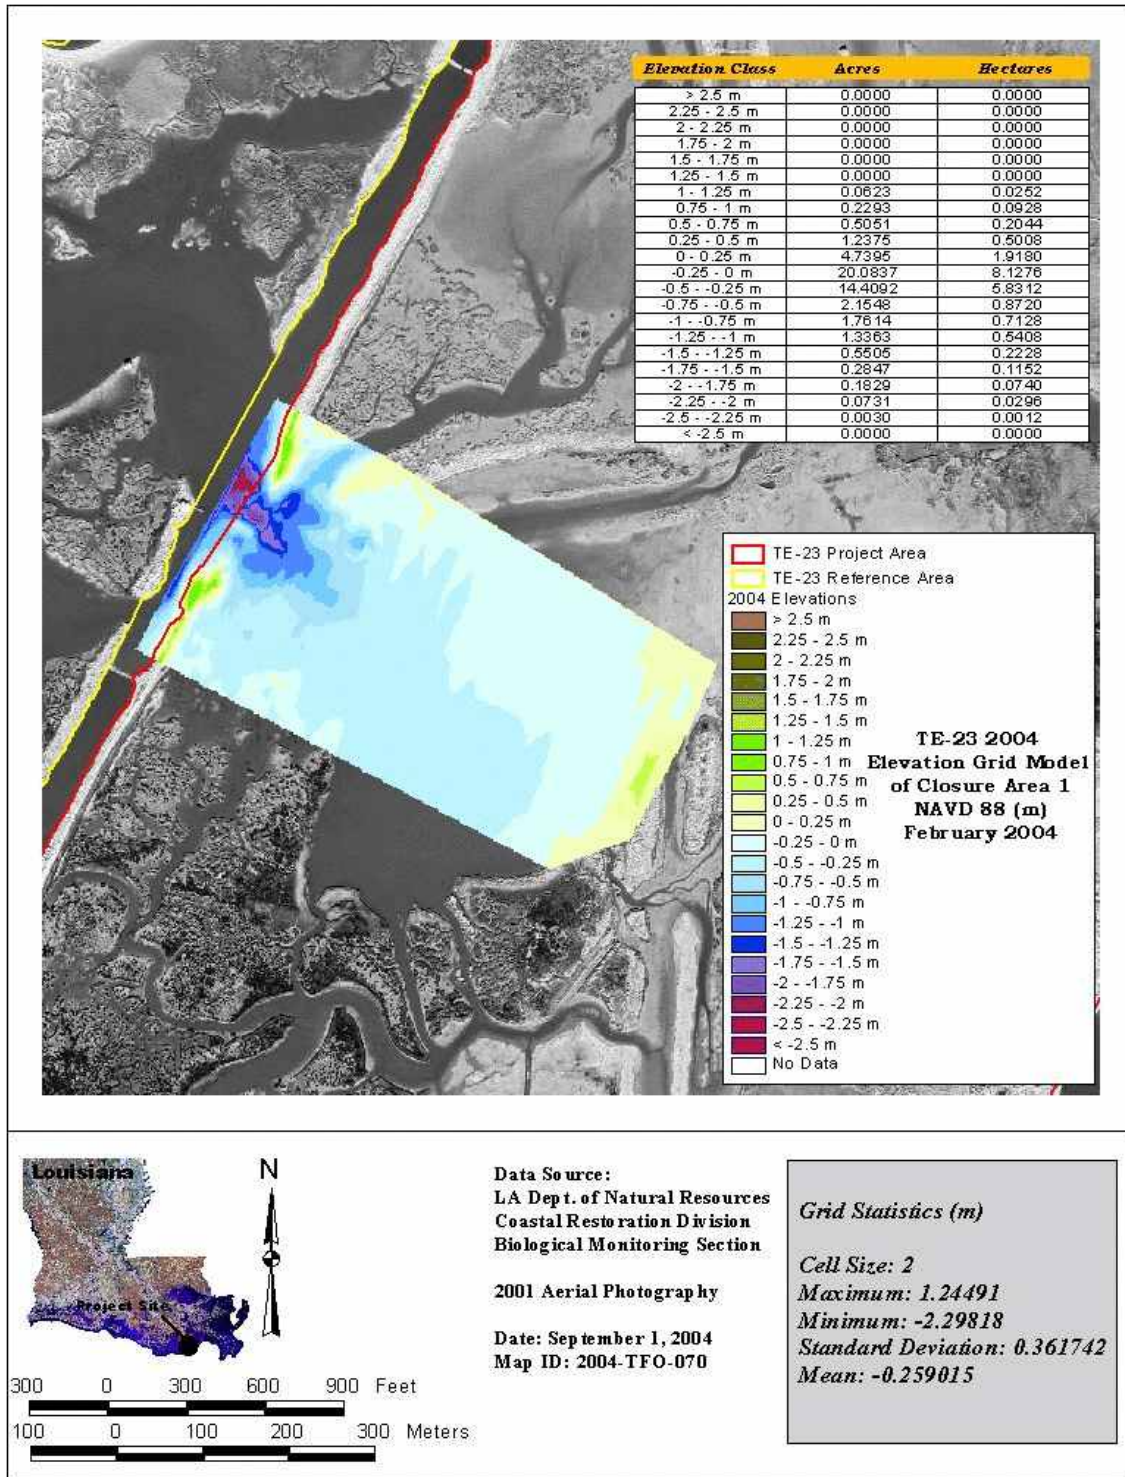 Elevation Class Acres Hectares
> 2.5 m 0.0000 0.0000
2.25 - 2.5 m 0.0000 0.0000
2 - 2.25 m 0.0000 0.0000
1.75 - 2 m 0.0000 0.0000
1.5 - 1.75 m 0.0000 0.0000
1.25 - 1.5 m 0.0000 0.0000
1 - 1.25 m 0.0623 0.0252
0.75 - 1 m 0.2293 0.0928
0.5 - 0.75 m 0.5051 0.2044
0.25 - 0.5 m 1.2375 0.5008
0 - 0.25 m 4.7395 1.9180
-0.25 - 0 m 20.0837 8.1276
-0.5 - -0.25 m 14.4092 5.8312
-0.75 - -0.5 m 2.1548 0.8720
-1 - -0.75 m 1.7614 0.7128
-1.25 - -1 m 1.3363 0.5408
-1.5 - -1.25 m 0.5505 0.2228
-1.75 - -1.5 m 0.2847 0.1152
-2 - -1.75 m 0.1829 0.0740
-2.25 - -2 m 0.0731 0.0296
-2.5 - -2.25 m 0.0030 0.0012
< -2.5 m 0.0000 0.0000
TE-23 Project Area
TE-23 Reference Area
2004 Elevations
> 2.5 m
2.25 - 2.5 m
2 - 2.25 m
1.75 - 2 m
1.5 - 1.75 m
1.25 - 1.5 m
1 - 1.25 m
0.75 - 1 m
0.5 - 0.75 m
0.25 - 0.5 m
0 - 0.25 m
-0.25 - 0 m
-0.5 - -0.25 m
-0.75 - -0.5 m
-1 - -0.75 m
-1.25 - -1 m
-1.5 - -1.25 m
-1.75 - -1.5 m
-2 - -1.75 m
-2.25 - -2 m
-2.5 - -2.25 m
< -2.5 m
No Data
TE-23 2004
Elevation Grid Model
of Closure Area 1
NAVD 88 (m)
February 2004
Louisiana
Project Site
N
300 0 300 600 900 Feet
100 0 100 200 300 Meters
Data Source:
LA Dept. of Natural Resources
Coastal Restoration Division
Biological Monitoring Section
2001 Aerial Photography
Date: September 1, 2004
Map ID: 2004-TFO-070
Grid Statistics (m)
Cell Size: 2
Maximum: 1.24491
Minimum: -2.29818
Standard Deviation: 0.361742
Mean: -0.259015